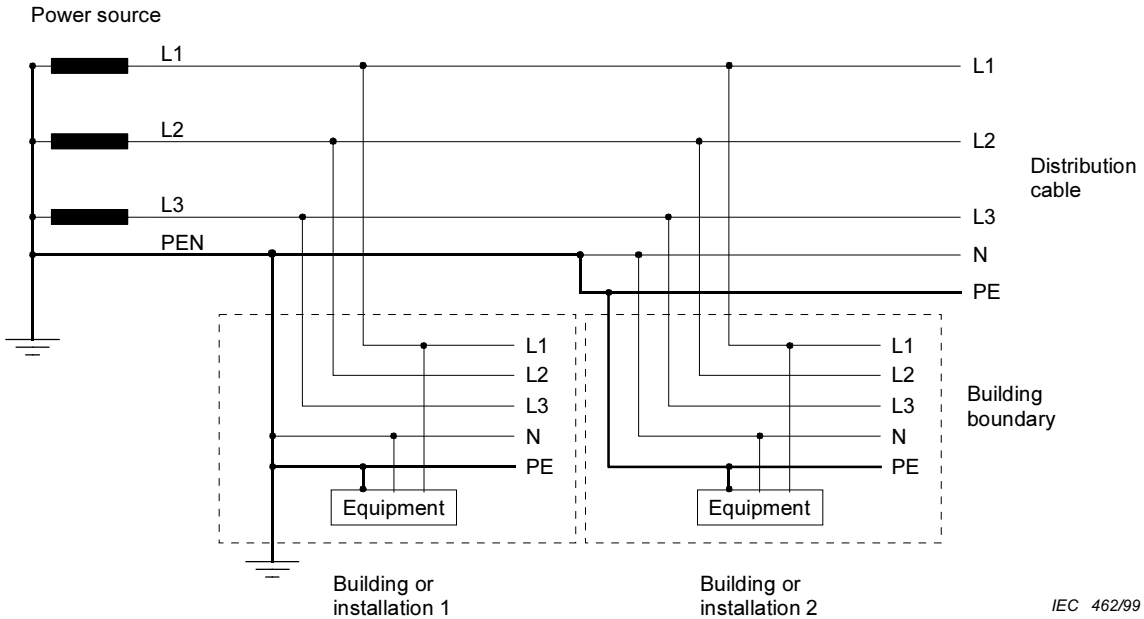 Power source
L1
L1
L2
L2
Distribution
cable
L3
L3
PEN
N
PE
L1
L1
L2
L2
L3
L3
Building
boundary
N
N
PE
PE
Equipment
Equipment
Building or
installation 1
Building or
installation 2
IEC 462/99